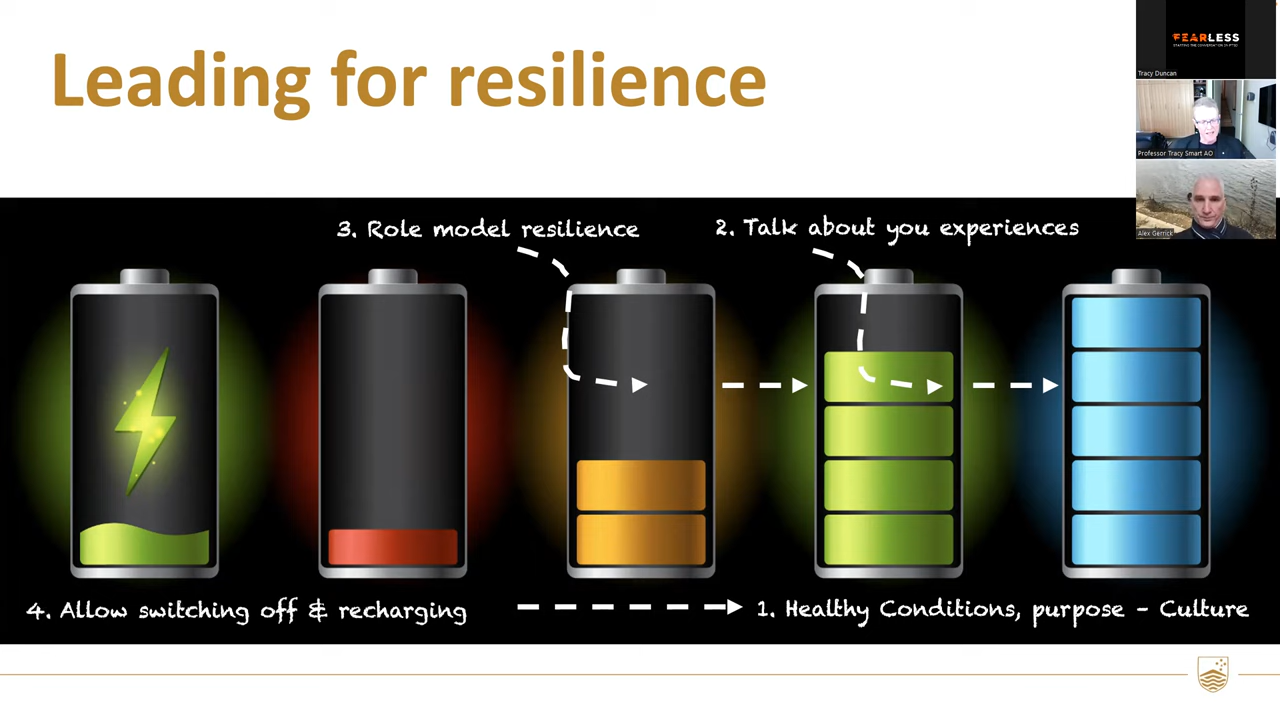 Leading for resilience
FEARLESS
Tracy Duncan
Professor Tracy Smart AO
Alex Gerrick
3. Role model resilience
2. Talk about you experiences
4. Allow switching off & recharging
1. Healthy Conditions, purpose – Culture